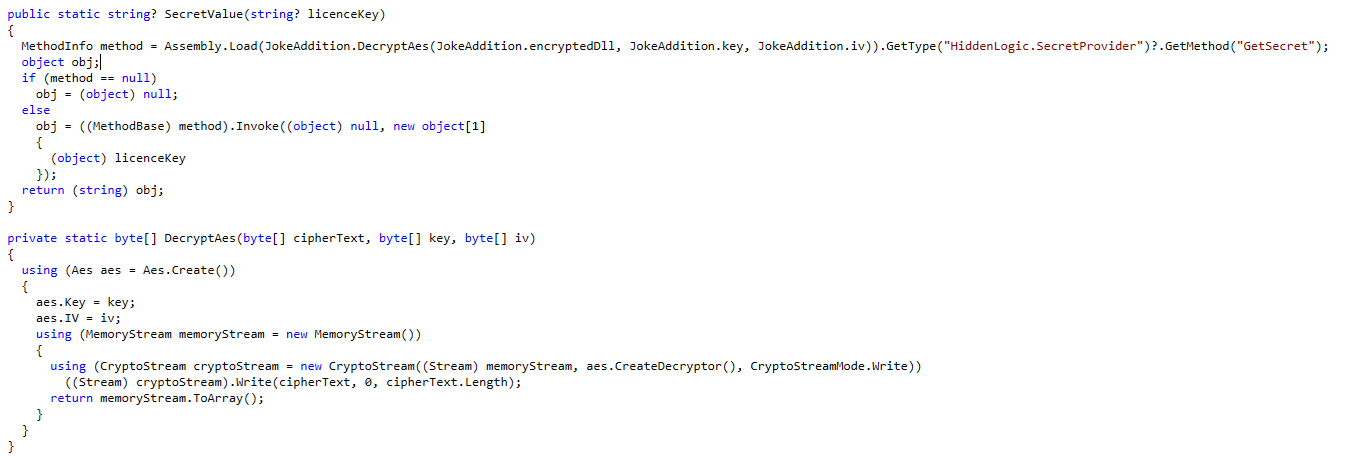 public static string? SecretValue(string? licenceKey)
{
  MethodInfo method = Assembly.Load(JokeAddition.DecryptAes(JokeAddition.encryptedDll, JokeAddition.key, JokeAddition.iv)).GetType("HiddenLogic.SecretProvider")?.GetMethod("GetSecret");
  object obj;
  if (method == null)
    obj = (object) null;
  else
    obj = ((MethodBase) method).Invoke((object) null, new object[1]
    {
      (object) licenceKey
    });
  return (string) obj;
}

private static byte[] DecryptAes(byte[] cipherText, byte[] key, byte[] iv)
{
  using (Aes aes = Aes.Create())
  {
    aes.Key = key;
    aes.IV = iv;
    using (MemoryStream memoryStream = new MemoryStream())
    {
      using (CryptoStream cryptoStream = new CryptoStream((Stream) memoryStream, aes.CreateDecryptor(), CryptoStreamMode.Write))
        ((Stream) cryptoStream).Write(cipherText, 0, cipherText.Length);
      return memoryStream.ToArray();
    }
  }
}